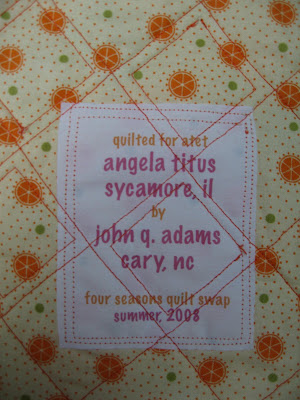 quilted for atet
angela titus
sycamore, il
by
john q. adams
cary, nc
four seasons quilt swap
summer, 2008